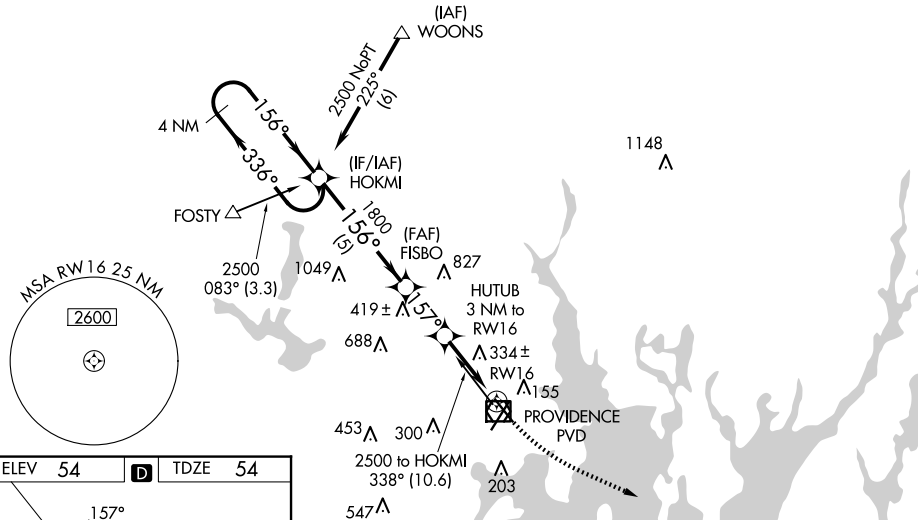 (IAF)
WOONS
2500 NoPT
225°
(6)
156°
4 NM
336°
(IF/IAF)
HOKMI
1148
FOSTY
1800
156°
(5)
(FAF)
FISBO
2500
083° (3.3)
1049
827
MSA RW16 25 NM
2600
419±
157°
HUTUB
3 NM to
RW16
688
334±
RW16
155
PROVIDENCE
PVD
453
300
2500 to HOKMI
338° (10.6)
203
547
ELEV 54 D TDZE 54
157°